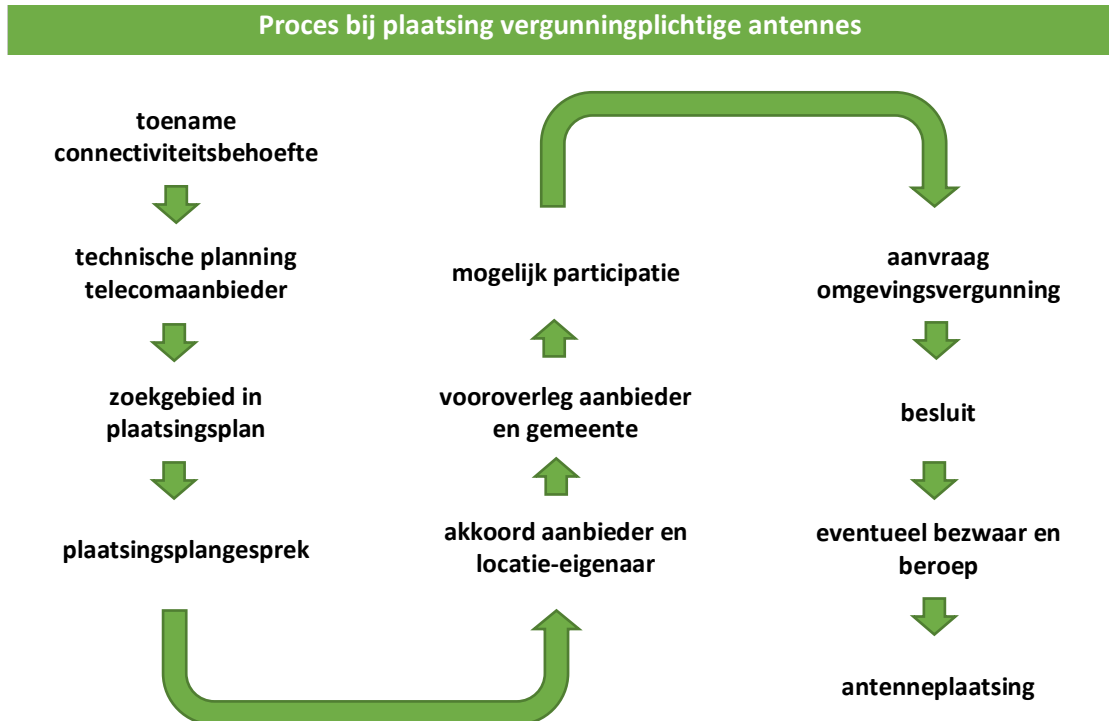 Proces bij plaatsing vergunningplichtige antennes
toename
connectiviteitsbehoefte
technische planning
telecomaanbieder
zoekgebied in
plaatsingsplan
plaatsingsplangesprek
akkoord aanbieder en
locatie-eigenaar
vooroverleg aanbieder
en gemeente
mogelijk participatie
aanvraag
omgevingsvergunning
besluit
eventueel bezwaar en
beroep
antenneplaatsing